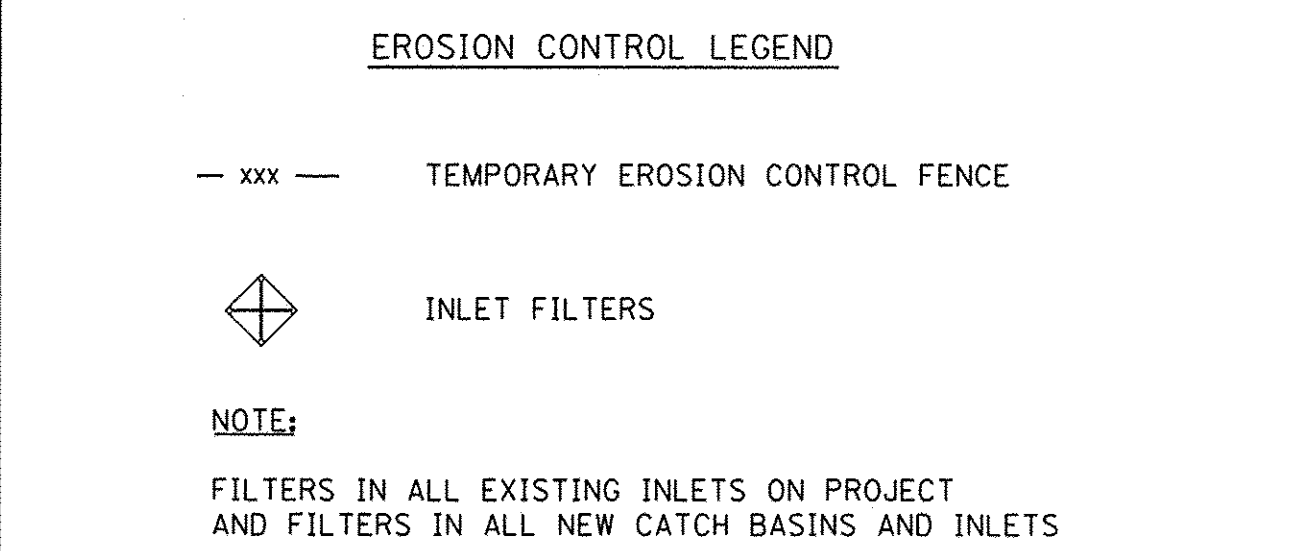 EROSION CONTROL LEGEND
— xxx — TEMPORARY EROSION CONTROL FENCE
INLET FILTERS
NOTE:
FILTERS IN ALL EXISTING INLETS ON PROJECT
AND FILTERS IN ALL NEW CATCH BASINS AND INLETS